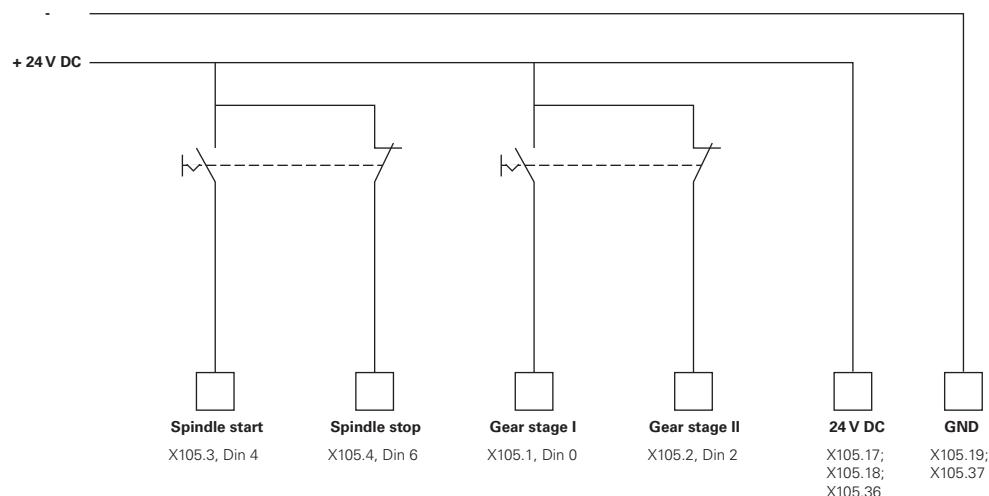 -
+ 24 V DC
Spindle start
Spindle stop
Gear stage I
Gear stage II
24 V DC
GND
X105.3, Din 4
X105.4, Din 6
X105.1, Din 0
X105.2, Din 2
X105.17;
X105.18;
X105.36
X105.19;
X105.37